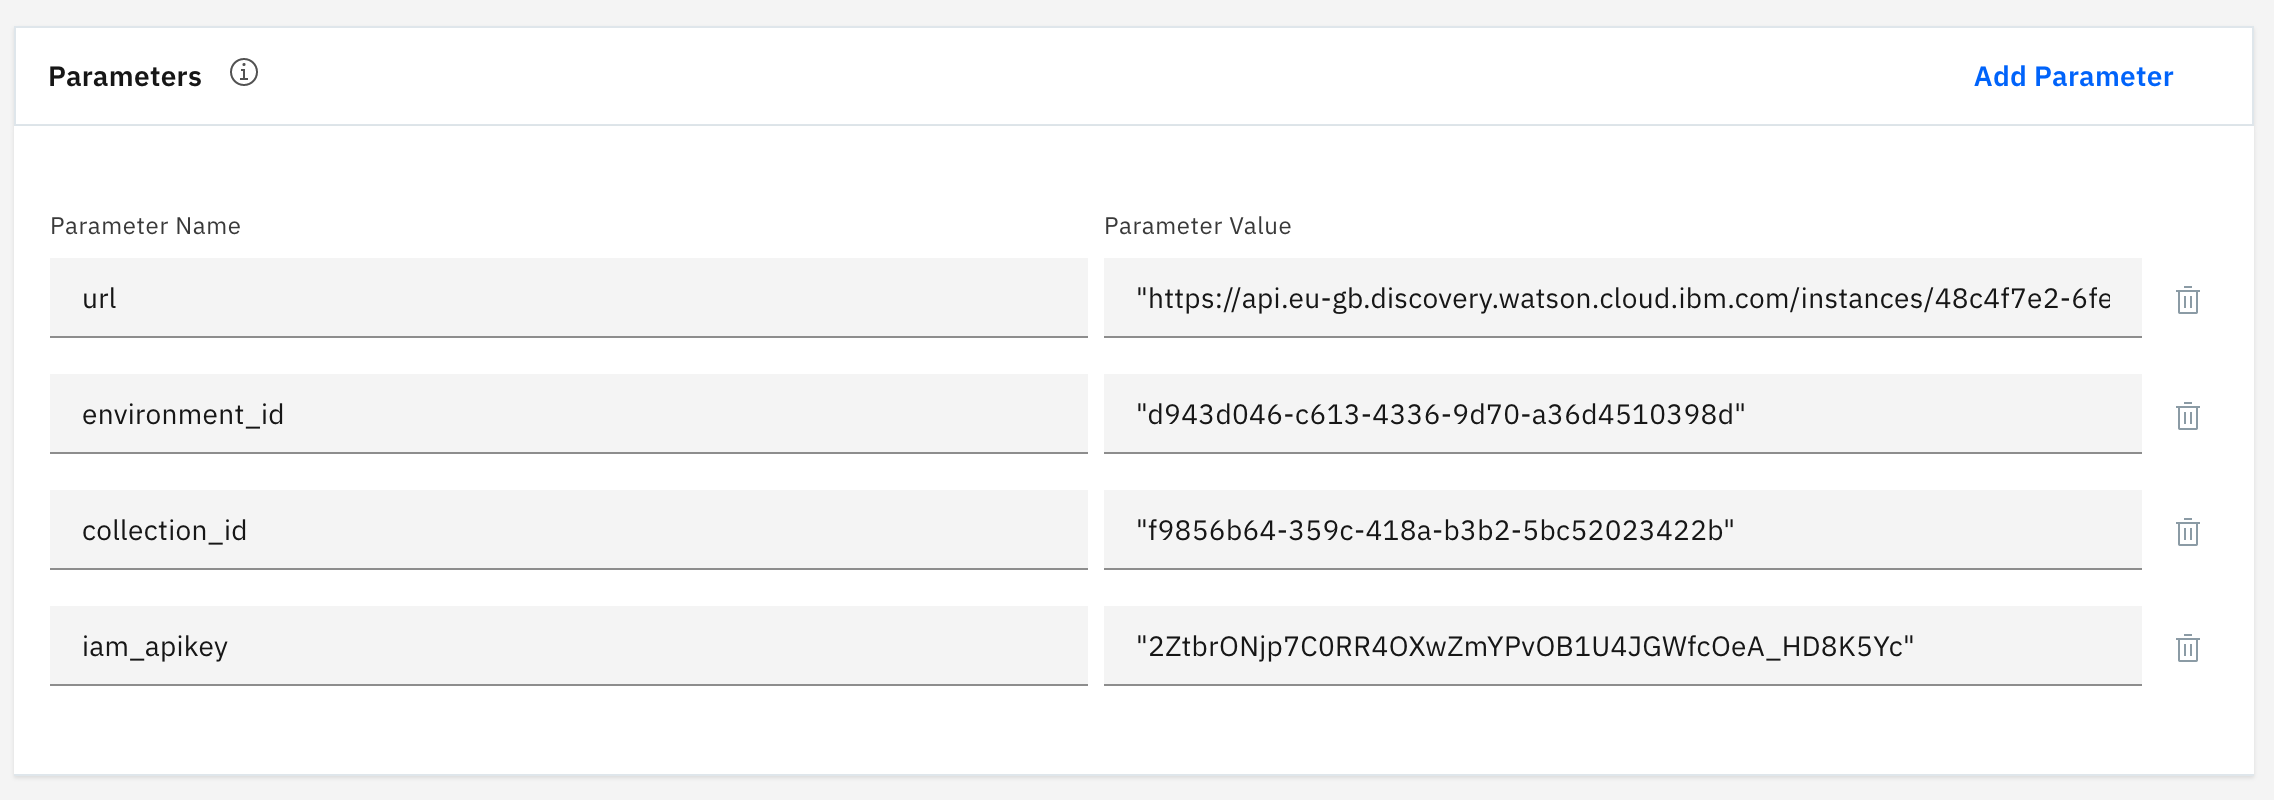 Parameters
Add Parameter
Parameter Name
Parameter Value
url
"https://api.eu-gb.discovery.watson.cloud.ibm.com/instances/48c4f7e2-6fe
environment_id
"d943d046-c613-4336-9d70-a36d4510398d"
collection_id
"f9856b64-359c-418a-b3b2-5bc52023422b"
iam_apikey
"2ZtbrONjp7C0RR4OXwZmYPvOB1U4JGWfcOeA_HD8K5Yc"